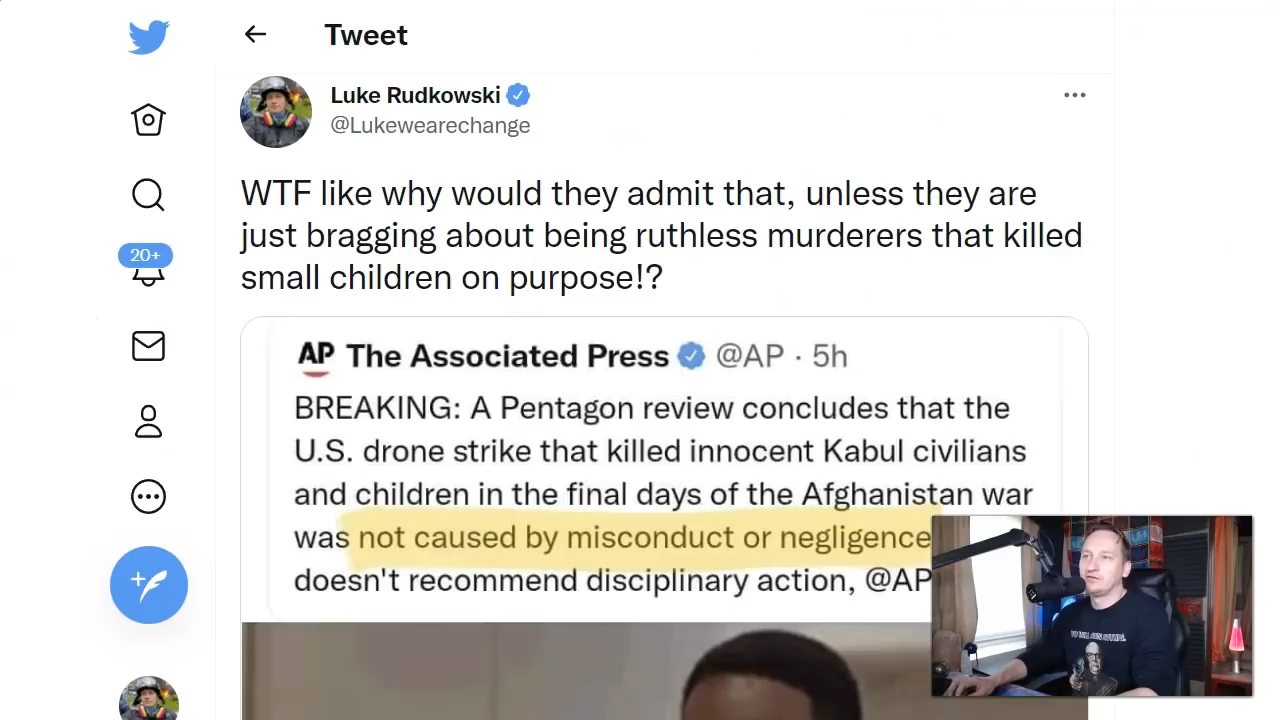 Tweet
Luke Rudkowski
@Lukewearechange
WTF like why would they admit that, unless they are
just bragging about being ruthless murderers that killed
small children on purpose!?
20+
AP The Associated Press @AP · 5h
BREAKING: A Pentagon review concludes that the
U.S. drone strike that killed innocent Kabul civilians
and children in the final days of the Afghanistan war
was not caused by misconduct or negligence
doesn't recommend disciplinary action, @AP